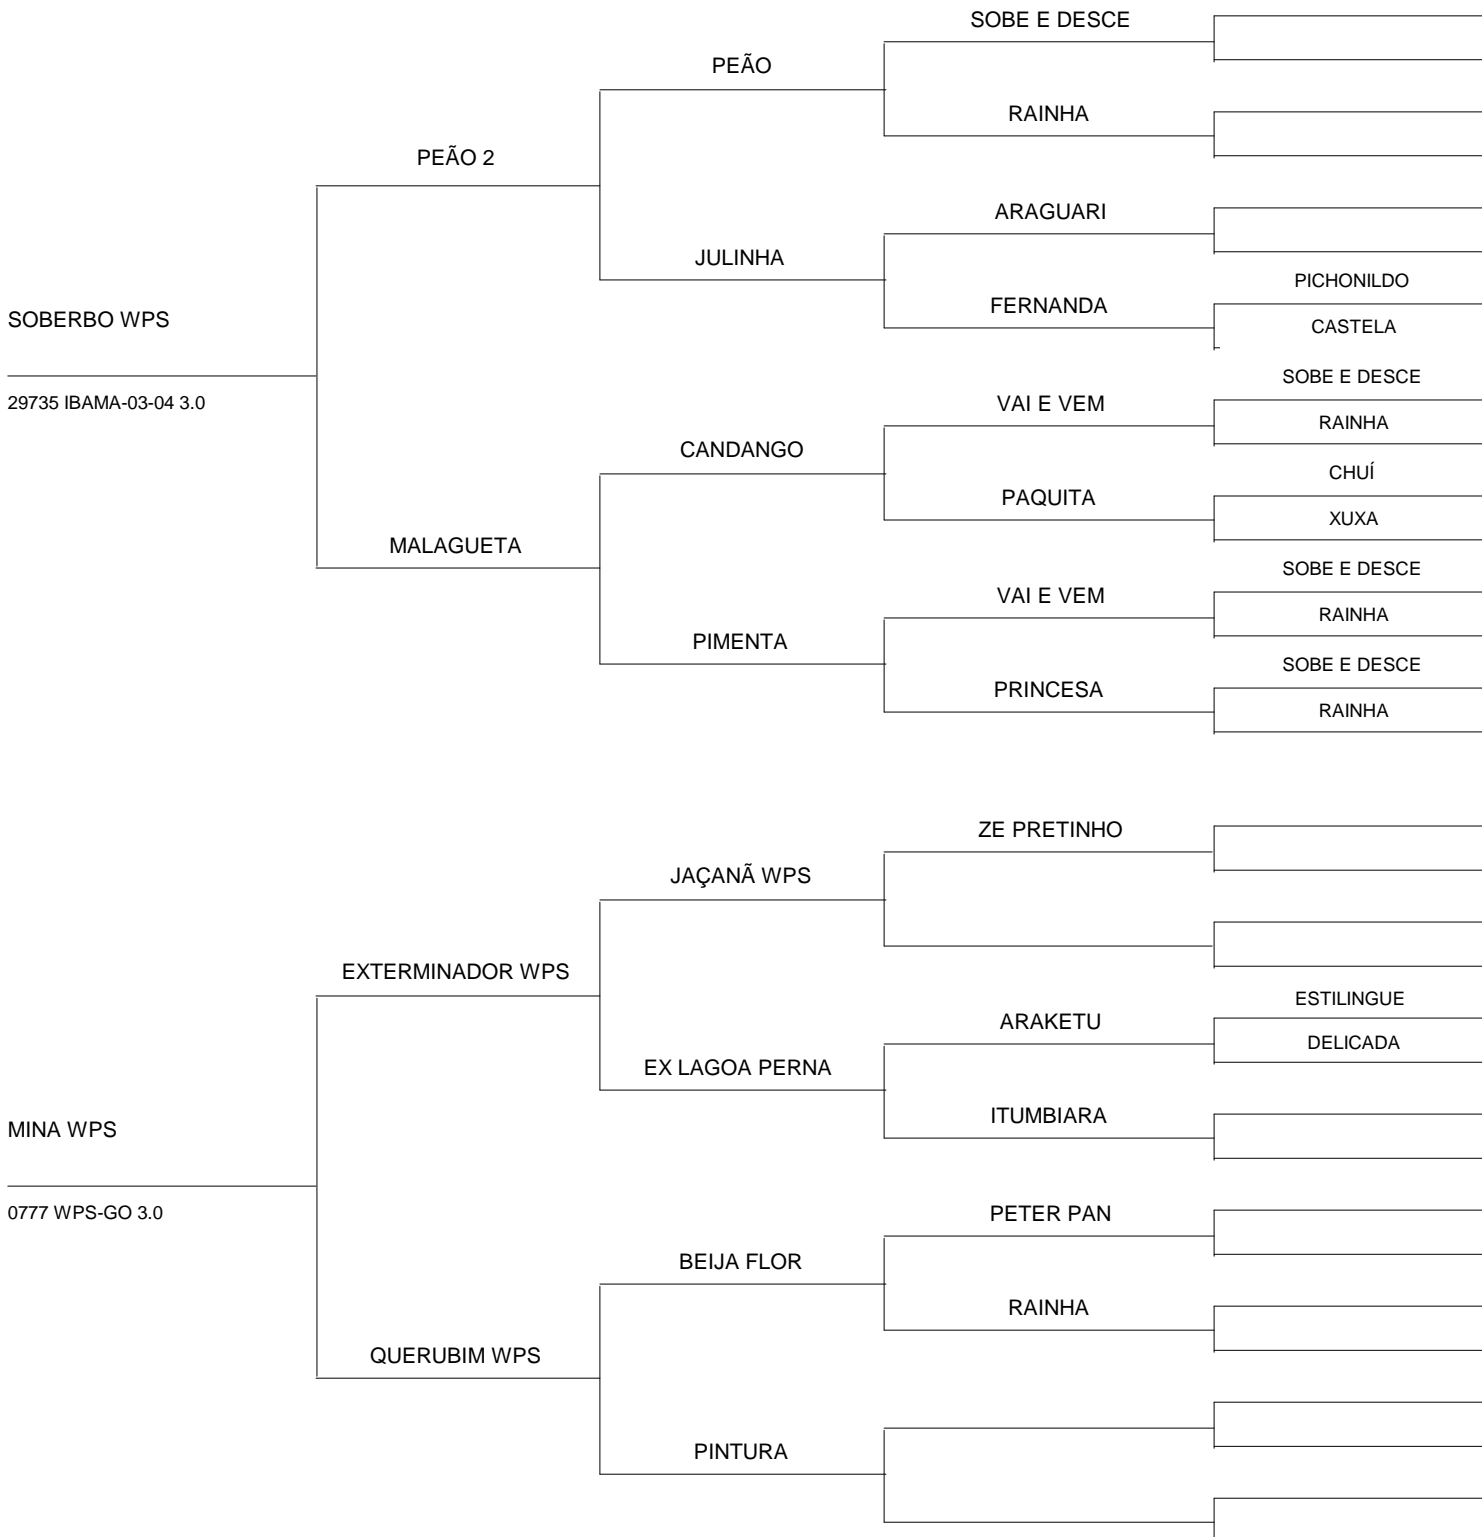 SOBE E DESCE
PEÃO
RAINHA
PEÃO 2
ARAGUARI
JULINHA
PICHONILDO
FERNANDA
SOBERBO WPS
CASTELA
SOBE E DESCE
29735 IBAMA-03-04 3.0
VAI E VEM
RAINHA
CANDANGO
CHUÍ
PAQUITA
XUXA
MALAGUETA
SOBE E DESCE
VAI E VEM
RAINHA
PIMENTA
SOBE E DESCE
PRINCESA
RAINHA
ZE PRETINHO
JAÇANÃ WPS
EXTERMINADOR WPS
ESTILINGUE
ARAKETU
DELICADA
EX LAGOA PERNA
ITUMBIARA
MINA WPS
0777 WPS-GO 3.0
PETER PAN
BEIJA FLOR
RAINHA
QUERUBIM WPS
PINTURA